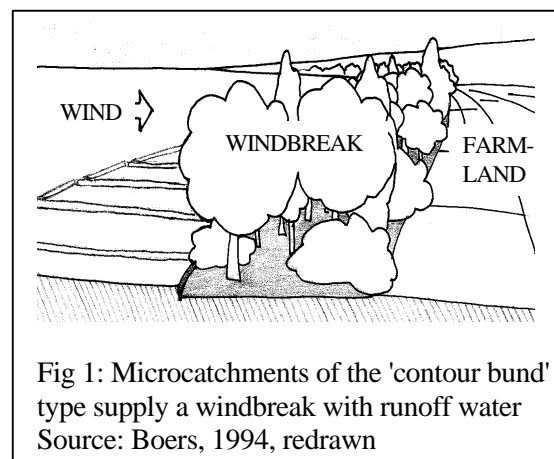 WIND
WINDBREAK
FARM-
LAND
Fig 1: Microcatchments of the 'contour bund'
type supply a windbreak with runoff water
Source: Boers, 1994, redrawn